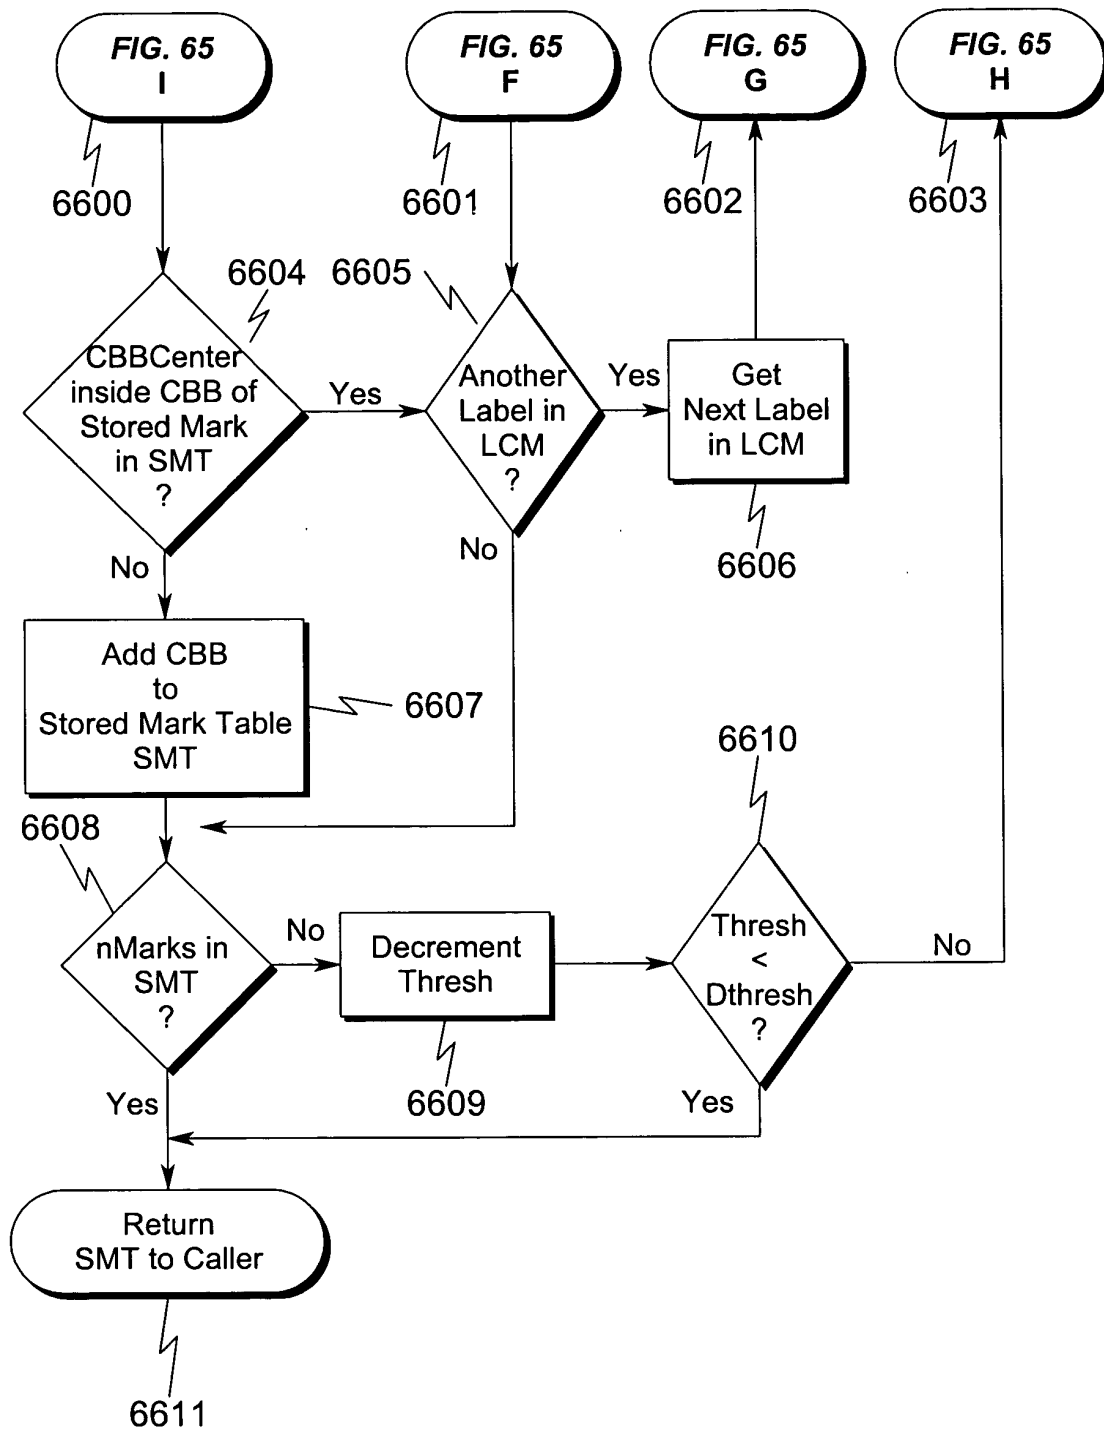 FIG. 65
I
FIG. 65
F
FIG. 65
G
FIG. 65
H
6600
6601
6602
6603
6604
6605
CBBCenter
inside CBB of
Stored Mark
in SMT
?
Yes
Another
Label in
LCM
?
Yes
Get
Next Label
in LCM
No
No
6606
Add CBB
to
Stored Mark Table
SMT
6607
6610
6608
nMarks in
SMT
?
No
Decrement
Thresh
Thresh
<
Dthresh
?
No
Yes
6609
Yes
Return
SMT to Caller
6611